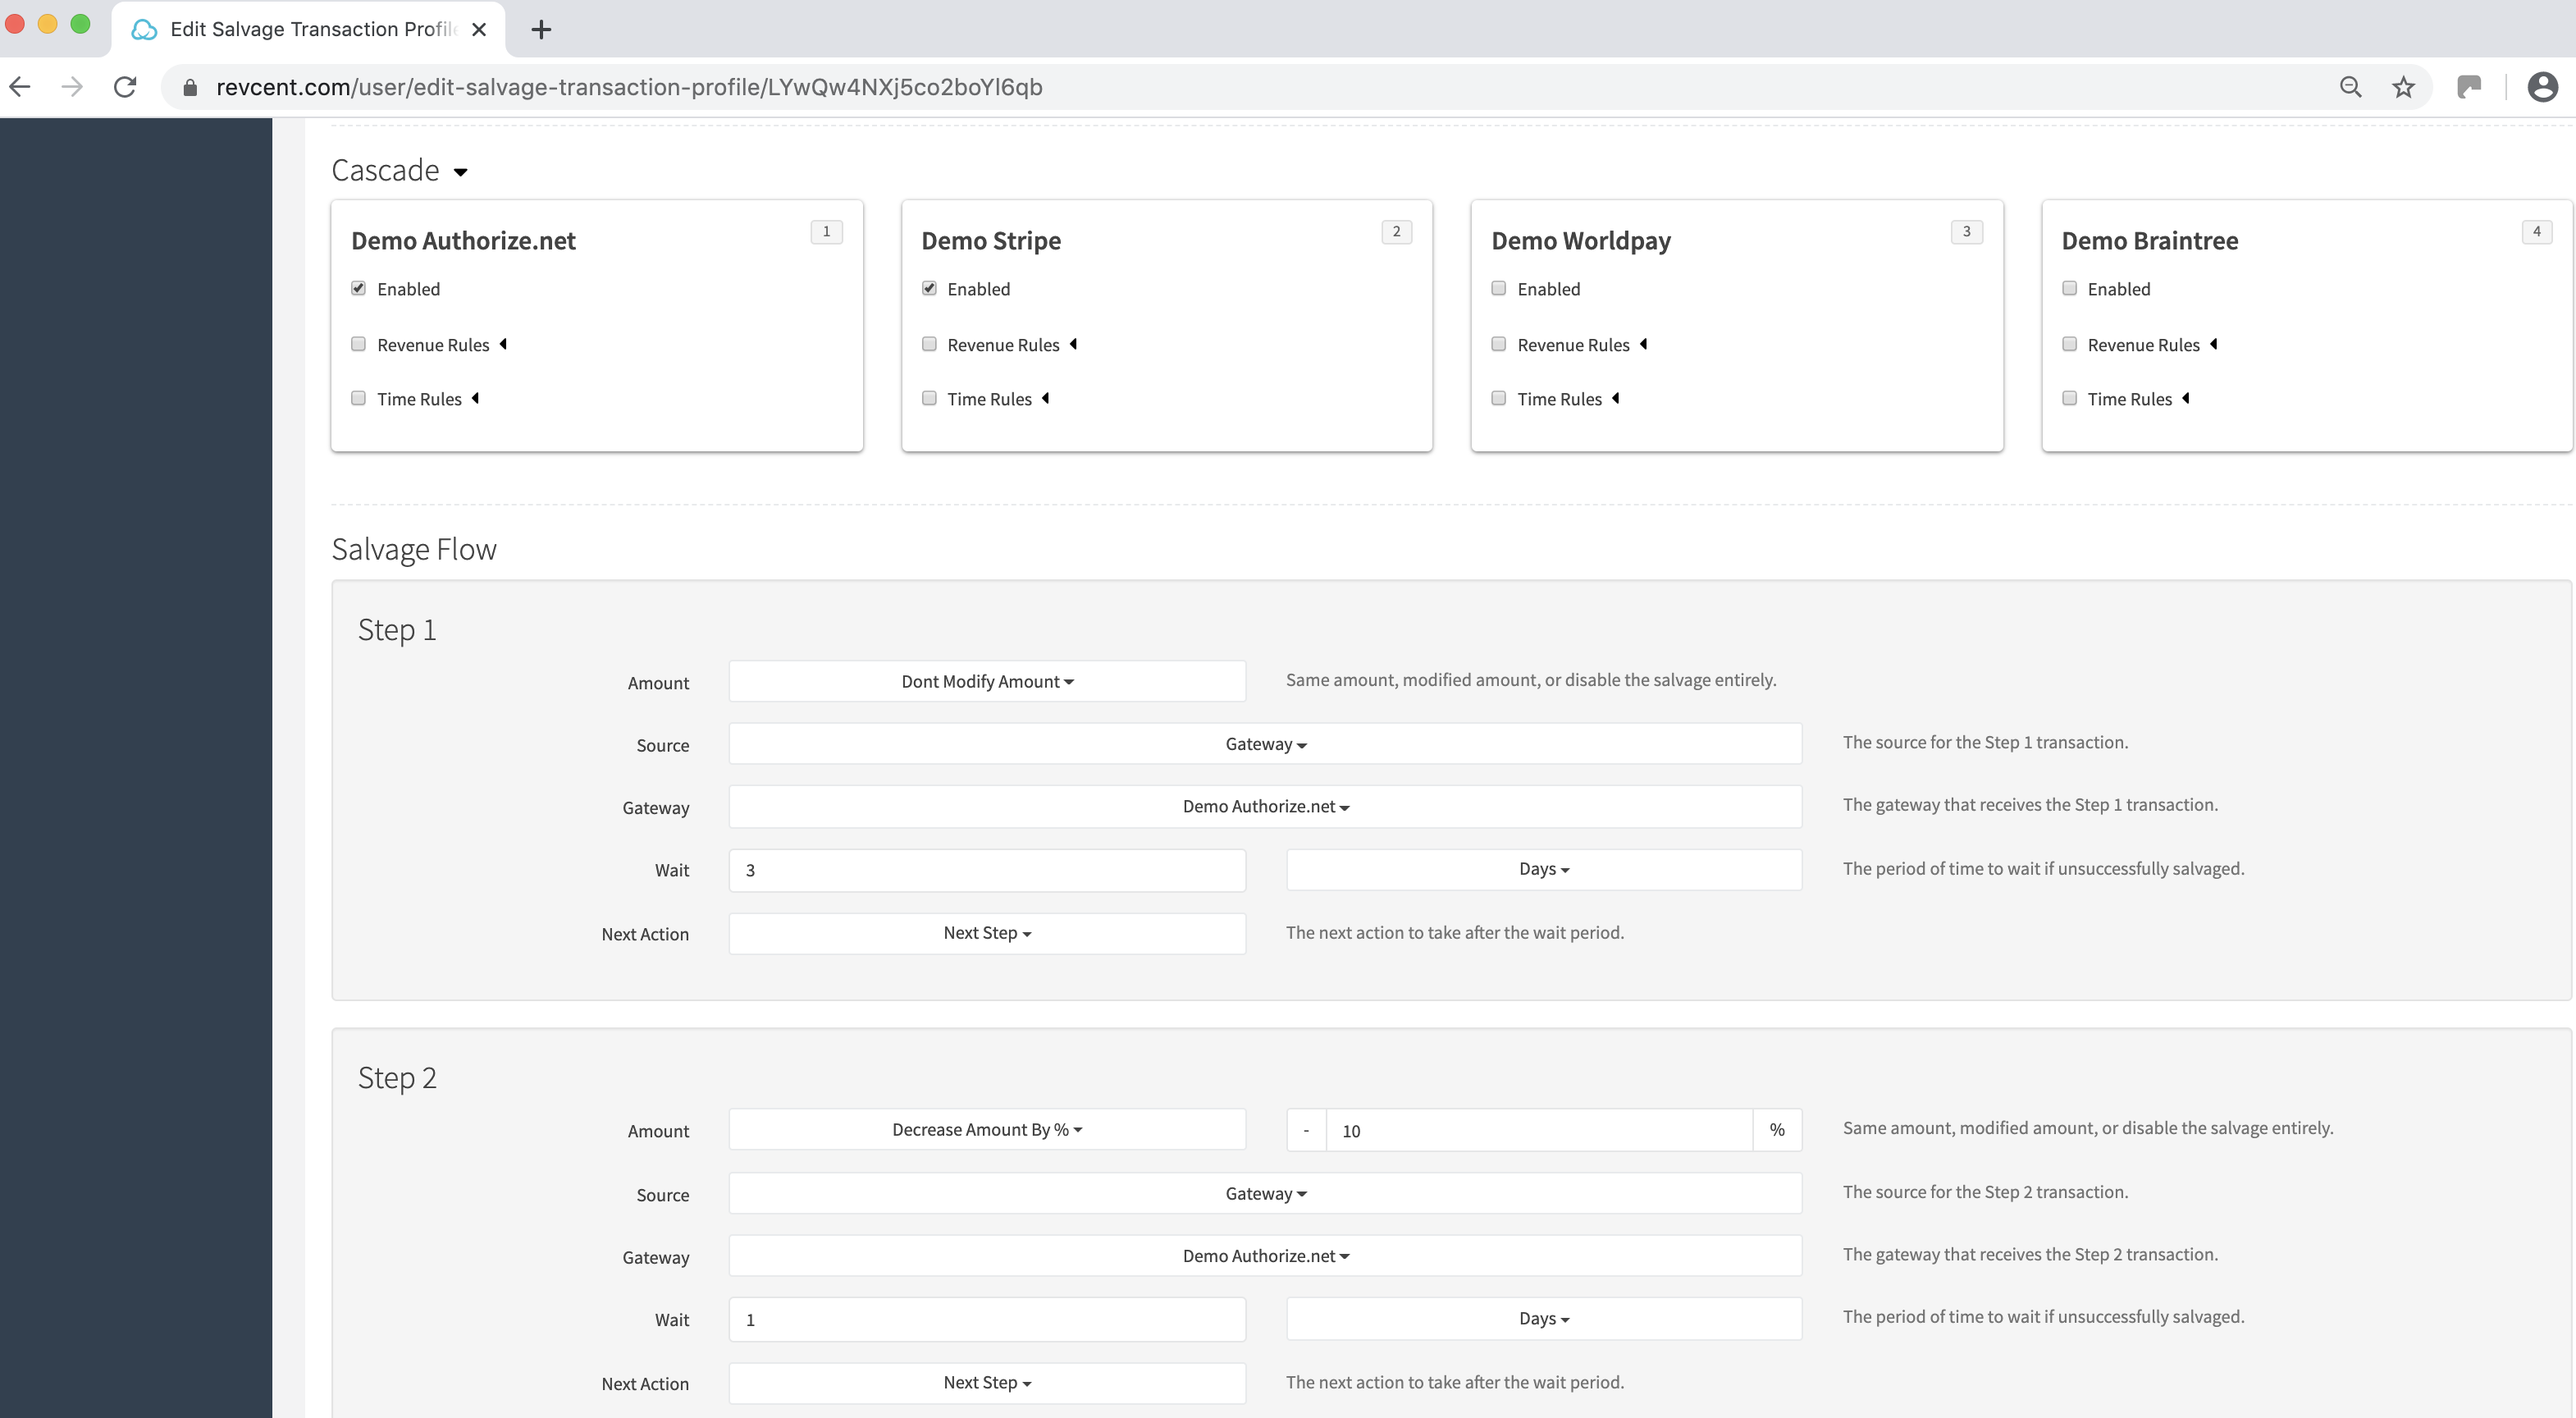 Edit Salvage Transaction Profile
revcent.com/user/edit-salvage-transaction-profile/LYwQw4NXj5co2boYl6qb
Cascade
Demo Authorize.net 1
Enabled
Revenue Rules
Time Rules
Demo Stripe 2
Enabled
Revenue Rules
Time Rules
Demo Worldpay 3
Enabled
Revenue Rules
Time Rules
Demo Braintree 4
Enabled
Revenue Rules
Time Rules
Salvage Flow
Step 1
Amount Dont Modify Amount Same amount, modified amount, or disable the salvage entirely.
Source Gateway The source for the Step 1 transaction.
Gateway Demo Authorize.net The gateway that receives the Step 1 transaction.
Wait 3 Days The period of time to wait if unsuccessfully salvaged.
Next Action Next Step The next action to take after the wait period.
Step 2
Amount Decrease Amount By % - 10 % Same amount, modified amount, or disable the salvage entirely.
Source Gateway The source for the Step 2 transaction.
Gateway Demo Authorize.net The gateway that receives the Step 2 transaction.
Wait 1 Days The period of time to wait if unsuccessfully salvaged.
Next Action Next Step The next action to take after the wait period.